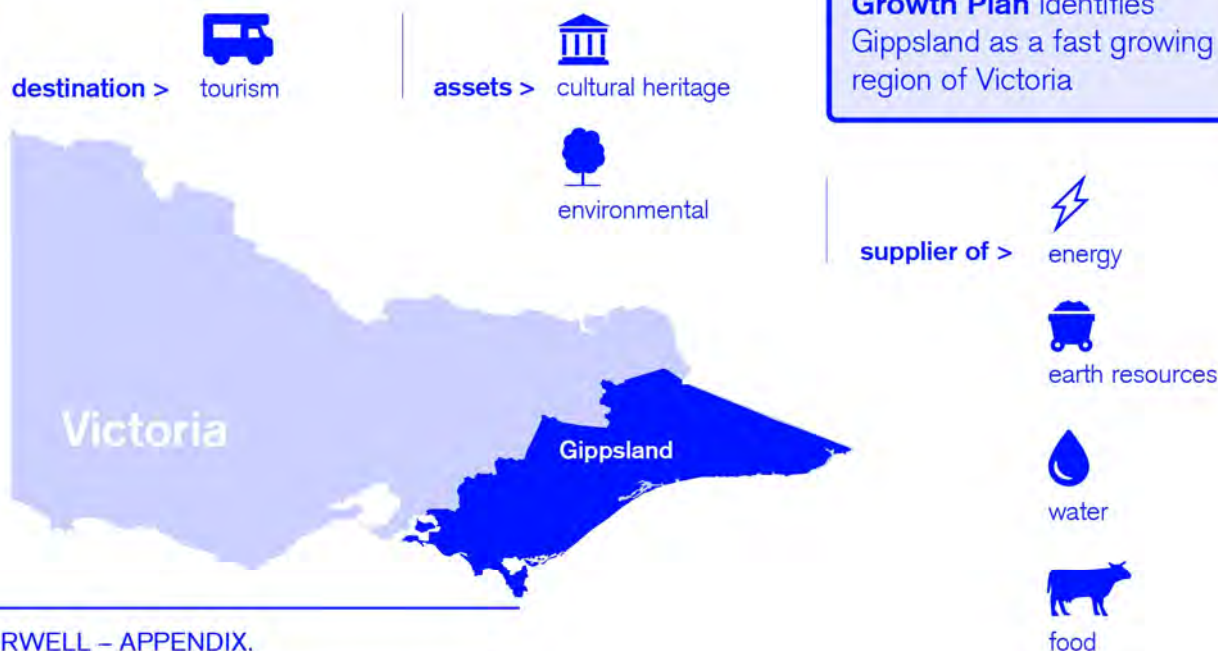 destination >
tourism
assets >
cultural heritage
environmental
Growth Plan identifies
Gippsland as a fast growing
region of Victoria
supplier of >
energy
earth resources
water
food
Victoria
Gippsland
RWELL – APPENDIX.